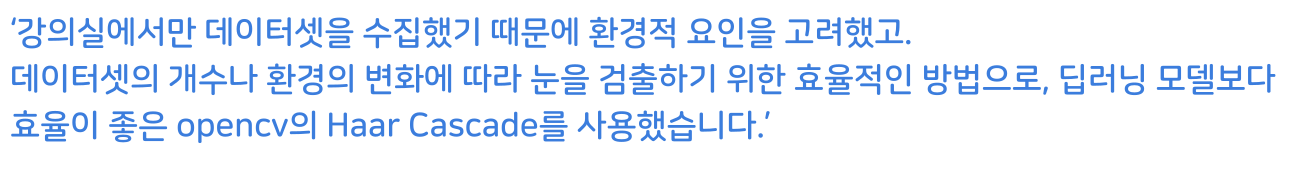 ‘강의실에서만 데이터셋을 수집했기 때문에 환경적 요인을 고려했고.
데이터셋의 개수나 환경의 변화에 따라 눈을 검출하기 위한 효율적인 방법으로, 딥러닝 모델보다
효율이 좋은 opencv의 Haar Cascade를 사용했습니다.’